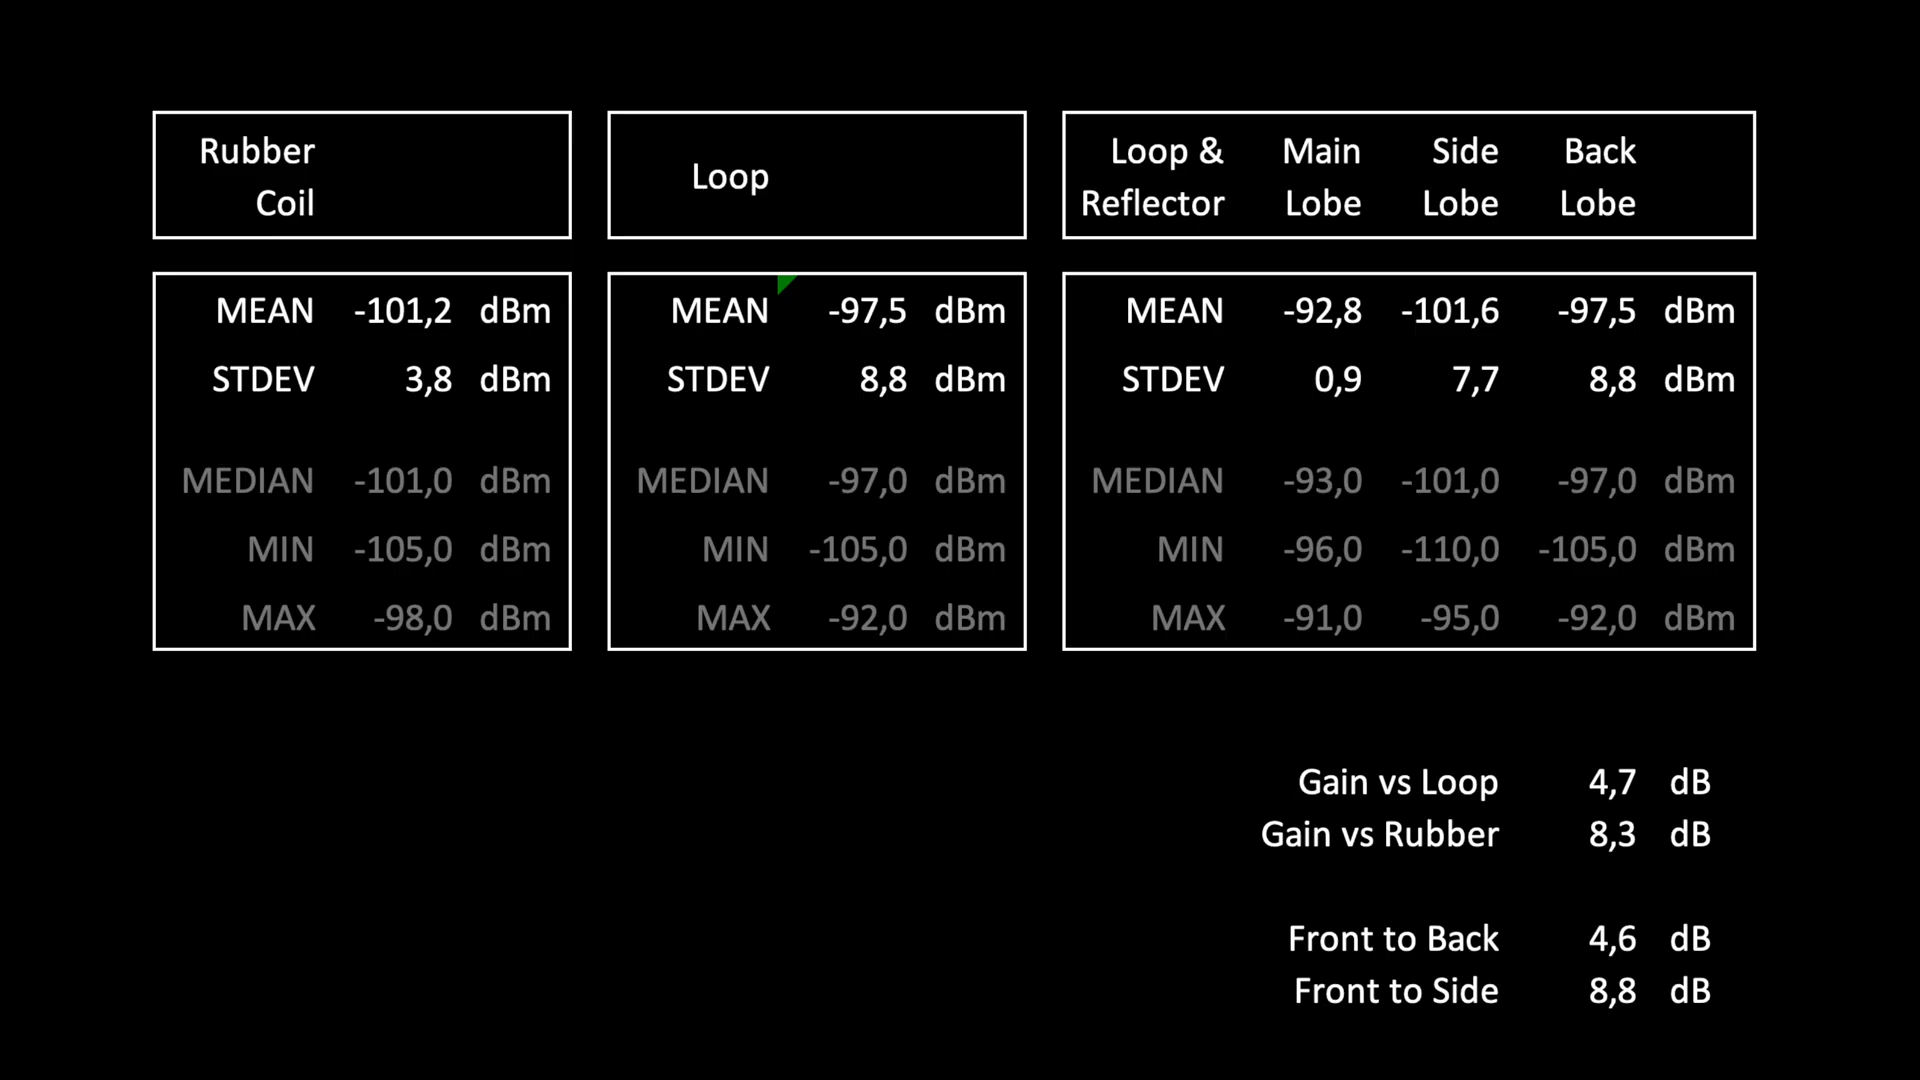 Rubber
Coil
Loop
Loop & Main Side Back
Reflector Lobe Lobe Lobe
MEAN -101,2 dBm
STDEV 3,8 dBm
MEDIAN -101,0 dBm
MIN -105,0 dBm
MAX -98,0 dBm
MEAN -97,5 dBm
STDEV 8,8 dBm
MEDIAN -97,0 dBm
MIN -105,0 dBm
MAX -92,0 dBm
MEAN -92,8 -101,6 -97,5 dBm
STDEV 0,9 7,7 8,8 dBm
MEDIAN -93,0 -101,0 -97,0 dBm
MIN -96,0 -110,0 -105,0 dBm
MAX -91,0 -95,0 -92,0 dBm
Gain vs Loop 4,7 dB
Gain vs Rubber 8,3 dB
Front to Back 4,6 dB
Front to Side 8,8 dB